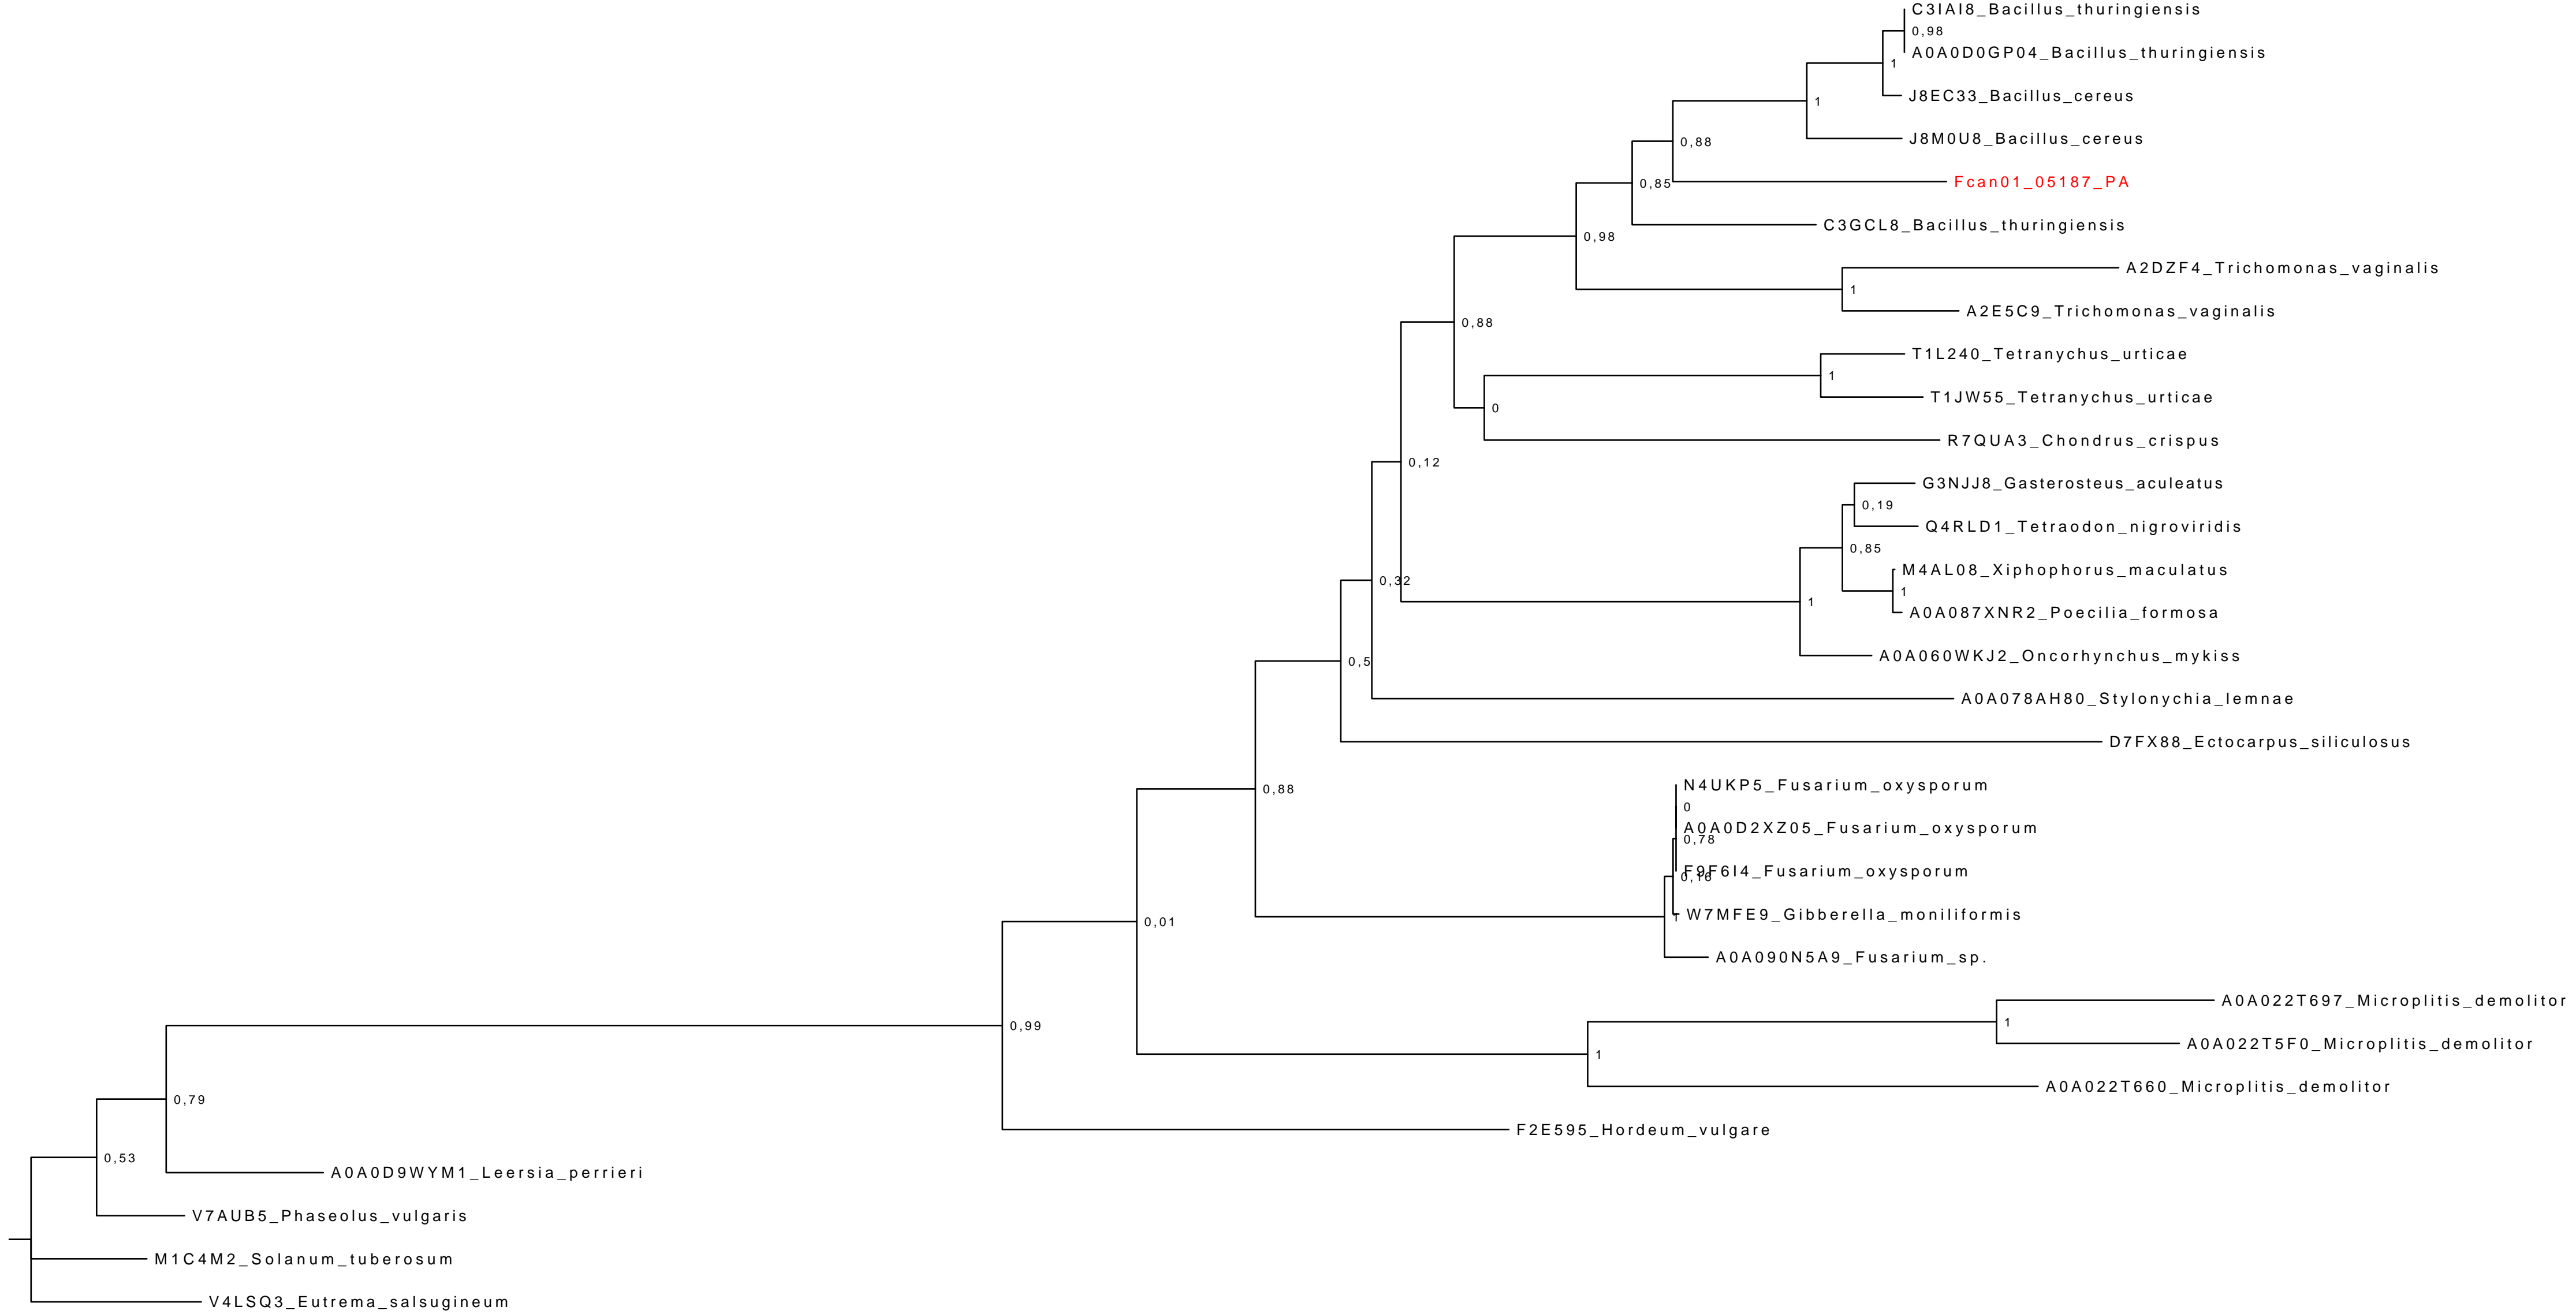 C3IAI8_Bacillus_thuringiensis
0,98
A0A0D0GP04_Bacillus_thuringiensis
1
J8EC33_Bacillus_cereus
1
J8M0U8_Bacillus_cereus
0,88
Fcan01_05187_PA
0,85
C3GCL8_Bacillus_thuringiensis
0,98
A2DZF4_Trichomonas_vaginalis
1
A2E5C9_Trichomonas_vaginalis
0,88
T1L240_Tetranychus_urticae
1
T1JW55_Tetranychus_urticae
0
R7QUA3_Chondrus_crispus
0,12
G3NJJ8_Gasterosteus_aculeatus
0,19
Q4RLD1_Tetraodon_nigroviridis
0,85
M4AL08_Xiphophorus_maculatus
1
A0A087XNR2_Poecilia_formosa
0,32
1
A0A060WKJ2_Oncorhynchus_mykiss
0,5
A0A078AH80_Stylonychia_lemnae
D7FX88_Ectocarpus_siliculosus
0,88
N4UKP5_Fusarium_oxysporum
0
A0A0D2XZ05_Fusarium_oxysporum
0,78
F9F6I4_Fusarium_oxysporum
0,16
W7MFE9_Gibberella_moniliformis
1
0,01
A0A090N5A9_Fusarium_sp.
A0A022T697_Microplitis_demolitor
1
0,99
A0A022T5F0_Microplitis_demolitor
1
A0A022T660_Microplitis_demolitor
0,79
F2E595_Hordeum_vulgare
0,53
A0A0D9WYM1_Leersia_perrieri
V7AUB5_Phaseolus_vulgaris
M1C4M2_Solanum_tuberosum
V4LSQ3_Eutrema_salsugineum